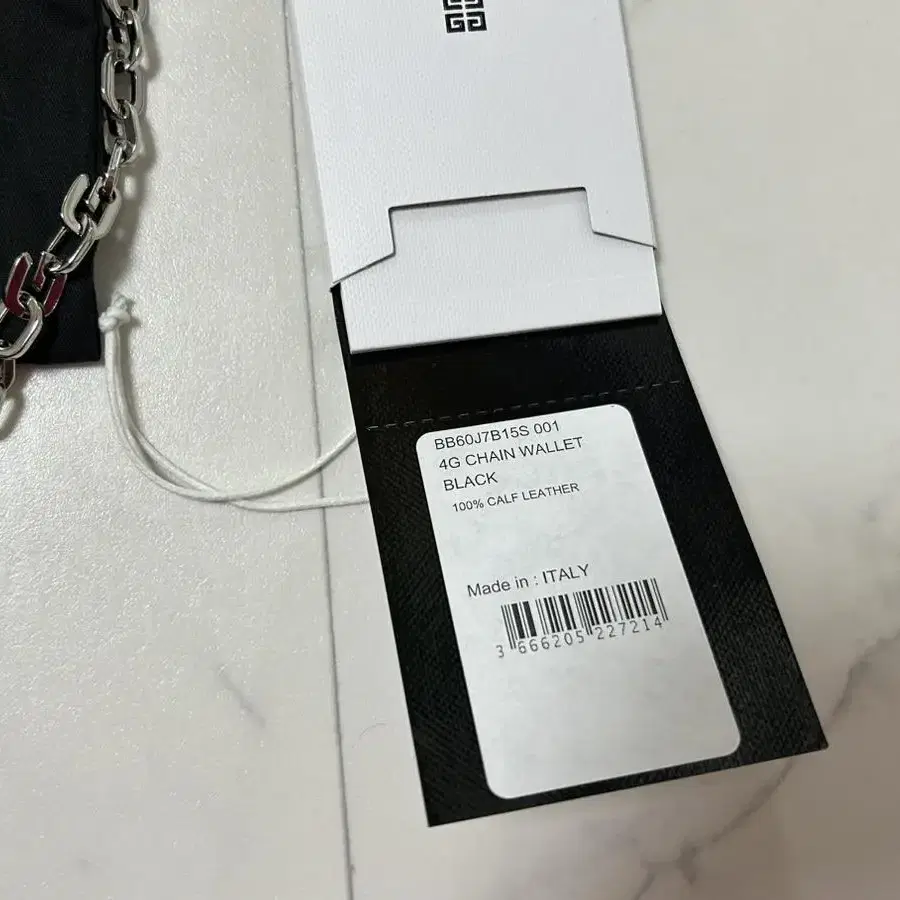 BB60J7B15S 001
4G CHAIN WALLET
BLACK
100% CALF LEATHER
Made in : ITALY
3 666205 227214